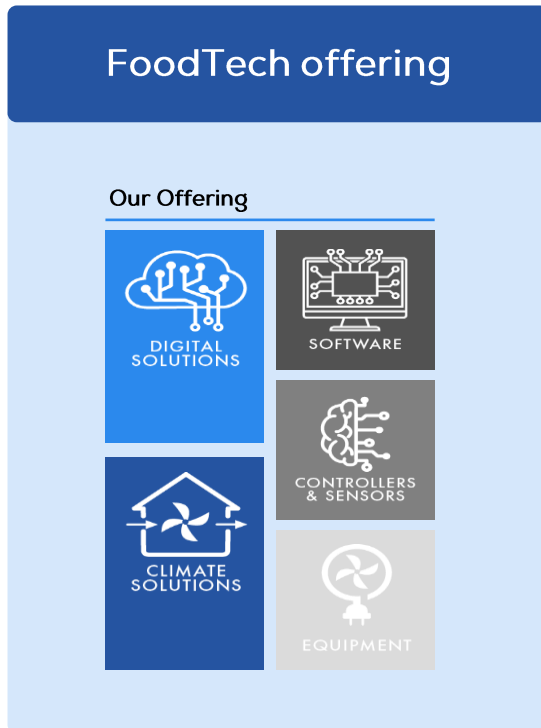 FoodTech offering
Our Offering
DIGITAL
SOLUTIONS
SOFTWARE
CONTROLLERS
& SENSORS
CLIMATE
SOLUTIONS
EQUIPMENT